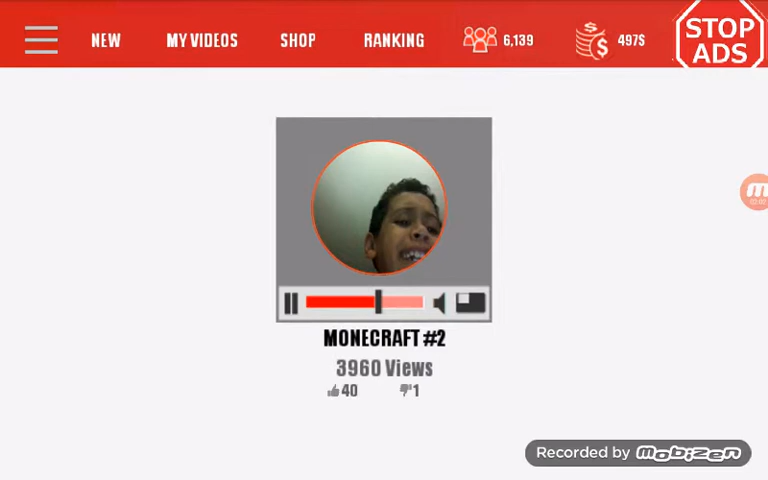 NEW MY VIDEOS SHOP RANKING 6,139 497$ STOP
ADS
MONECRAFT #2
3960 Views
40 1
Recorded by MOBIZEN